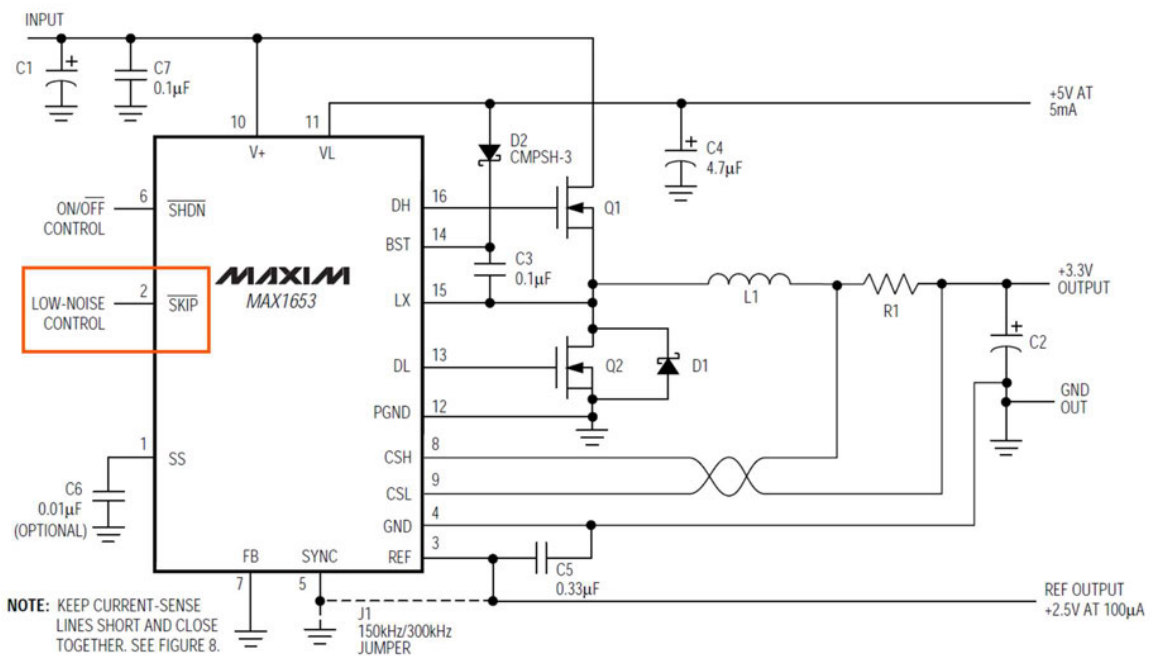 INPUT
C1
+
C7
0.1µF
10
11
V+
VL
+5V AT
5mA
D2
CMPSH-3
+
C4
4.7µF
6
ON/OFF
CONTROL
SHDN
DH
16
Q1
BST
14
C3
0.1µF
2
LOW-NOISE
CONTROL
SKIP
MAXIM
MAX1653
LX
15
L1
R1
+3.3V
OUTPUT
+
C2
DL
13
Q2
D1
PGND
12
GND
OUT
1
SS
CSH
8
CSL
9
C6
0.01µF
(OPTIONAL)
GND
4
FB
SYNC
REF
3
C5
0.33µF
7
5
J1
150kHz/300kHz
JUMPER
REF OUTPUT
+2.5V AT 100µA
NOTE: KEEP CURRENT-SENSE
LINES SHORT AND CLOSE
TOGETHER. SEE FIGURE 8.